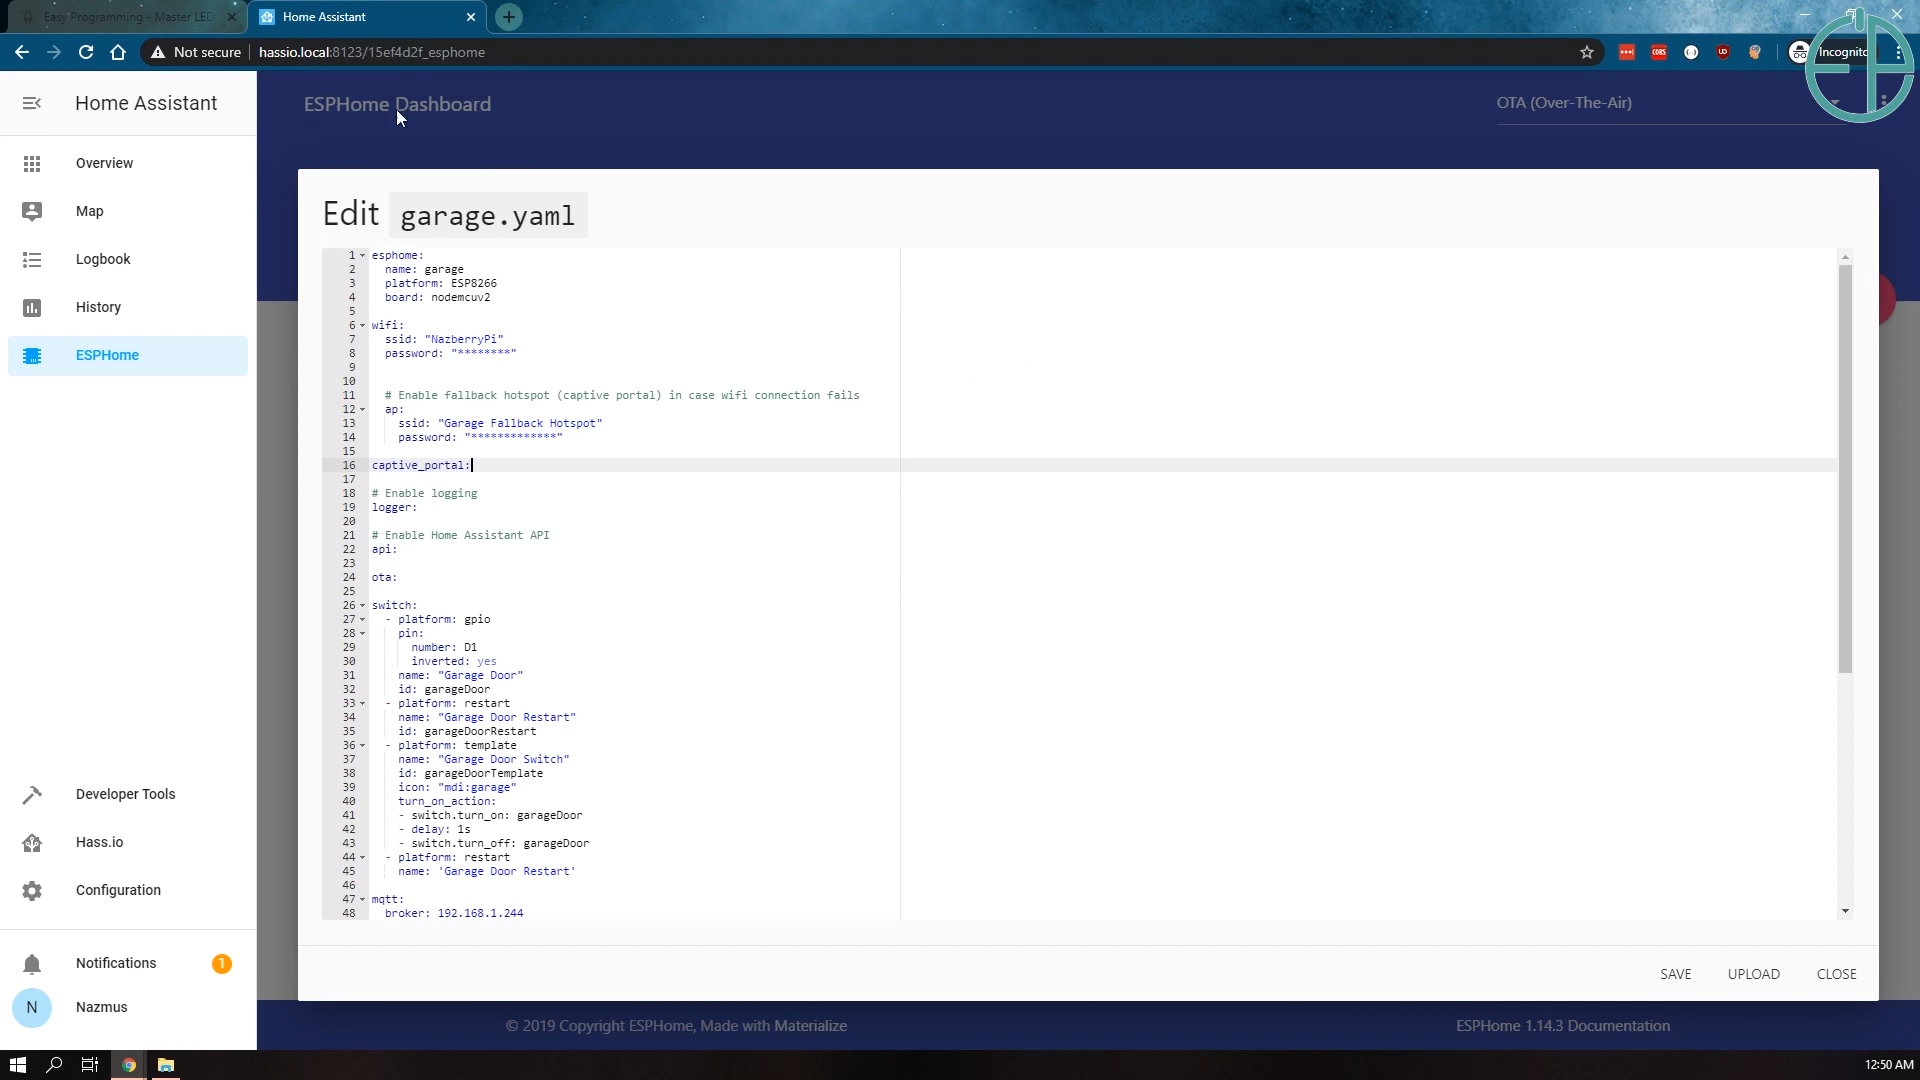 Easy Programming - Master LED
Home Assistant
Not secure
hassio.local:8123/15ef4d2f_esphome
Incognito
Home Assistant
ESPHome Dashboard
OTA (Over-The-Air)
Overview
Map
Logbook
History
ESPHome
Developer Tools
Hass.io
Configuration
Notifications
1
N
Nazmus
Edit garage.yaml
1 esphome:
2   name: garage
3   platform: ESP8266
4   board: nodemcuv2
5
6 wifi:
7   ssid: "NazberryPi"
8   password: "********"
9
10
11   # Enable fallback hotspot (captive portal) in case wifi connection fails
12   ap:
13     ssid: "Garage Fallback Hotspot"
14     password: "*************"
15
16 captive_portal:
17
18 # Enable logging
19 logger:
20
21 # Enable Home Assistant API
22 api:
23
24 ota:
25
26 switch:
27   - platform: gpio
28     pin:
29       number: D1
30       inverted: yes
31     name: "Garage Door"
32     id: garageDoor
33   - platform: restart
34     name: "Garage Door Restart"
35     id: garageDoorRestart
36   - platform: template
37     name: "Garage Door Switch"
38     id: garageDoorTemplate
39     icon: "mdi:garage"
40     turn_on_action:
41     - switch.turn_on: garageDoor
42     - delay: 1s
43     - switch.turn_off: garageDoor
44   - platform: restart
45     name: 'Garage Door Restart'
46
47 mqtt:
48   broker: 192.168.1.244
SAVE
UPLOAD
CLOSE
© 2019 Copyright ESPHome, Made with Materialize
ESPHome 1.14.3 Documentation
12:50 AM